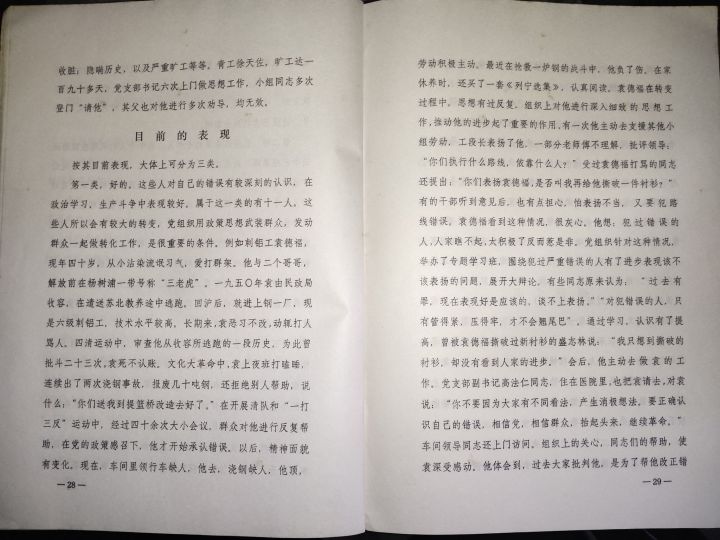 收脏；隐瞒历史，以及严重旷工等等。青工徐天佐，旷工达一
百九十多天，党支部书记六次上门做思想工作，小组同志多次
登门“请他”，其父也对他进行多次劝导，均无效。
目前的表现
按其目前表现，大体上可分为三类。
第一类，好的。这些人对自己的错误有较深刻的认识，在
政治学习，生产斗争中表现较好。属于这一类的有十一人。这
些人所以会有较大的转变，党组织用政策思想武装群众，发动
群众一起做转化工作，是很重要的条件。例如剌铝工袁德福，
现年四十岁，从小沾染流氓习气，爱打群架。他与二个哥哥，
解放前在杨树浦一带号称“三老虎”。一九五〇年袁由民政局
收容，在遣送苏北教养途中逃跑。回沪后，就进上钢一厂，现
是六级剌铝工，技术水平较高，长期来，袁恶习不改，动辄打人
骂人。四清运动中，审查他从收容所逃跑的一段历史，为此曾
批斗二十三次，袁死不认账。文化大革命中，袁上夜班打瞌睡，
连续出了两次浇钢事故，报废几十吨钢，还拒绝别人帮助，说
什么：“你们送我到提篮桥改造去好了。”在开展清队和“一打
三反”运动中，经过四十余次大小会议，群众对他进行反复帮
助，在党的政策感召下，他才开始承认错误。以后，精神面貌
有变化。现在，车间里领行车缺人，他去，浇钢缺人，他顶，
—28—
劳动积极主动。最近在抢救一炉钢的战斗中，他负了伤。在家
休养时，还买了一套《列宁选集》，认真阅读。袁德福在转变
过程中，思想有过反复，组织上对他进行深入细致的思想工
作，推动他的进步起了重要的作用，有一次他主动去支援其他小
组劳动，工段长表扬了他，一部分老师傅不理解，批评领导：
“你们执行什么路线，依靠什么人？”受过袁德福打骂的同志
还提出：“你们表扬袁德福，是否叫我再给他撕破一件衬衫？”
有的干部听到意见后，也有点担心，怕表扬不当，又要犯路
线错误。袁德福看到这种情况，很灰心。他想：犯过错误的
人，人家瞧不起，太积极了反而惹是非。党组织针对这种情况，
举办了专题学习班，围绕犯过严重错误的人有了进步表现该不
该表扬的问题，展开大辩论，有些同志原来认为：“过去有
罪，现在表现好是应该的，谈不上表扬。”“对犯错误的人，只
有管得紧，压得牢，才不会翘尾巴”。通过学习，认识有了提
高，曾被袁德福撕破过新衬衫的盛志林说：“我只想到撕破的
衬衫，却没有看到人家的进步。”会后，他主动去做袁的工
作。党支部副书记高法仁同志，住在医院里，也把袁请去，对袁
说：“你不要因为大家有不同看法，产生消极想法。要正确认
识自己的错误，相信党，相信群众，抬起头来，继续革命。”
车间领导同志还上门访问。组织上的关心，同志们的帮助，使
袁深受感动。他体会到，过去大家批判他，是为了帮他改正错
—29—